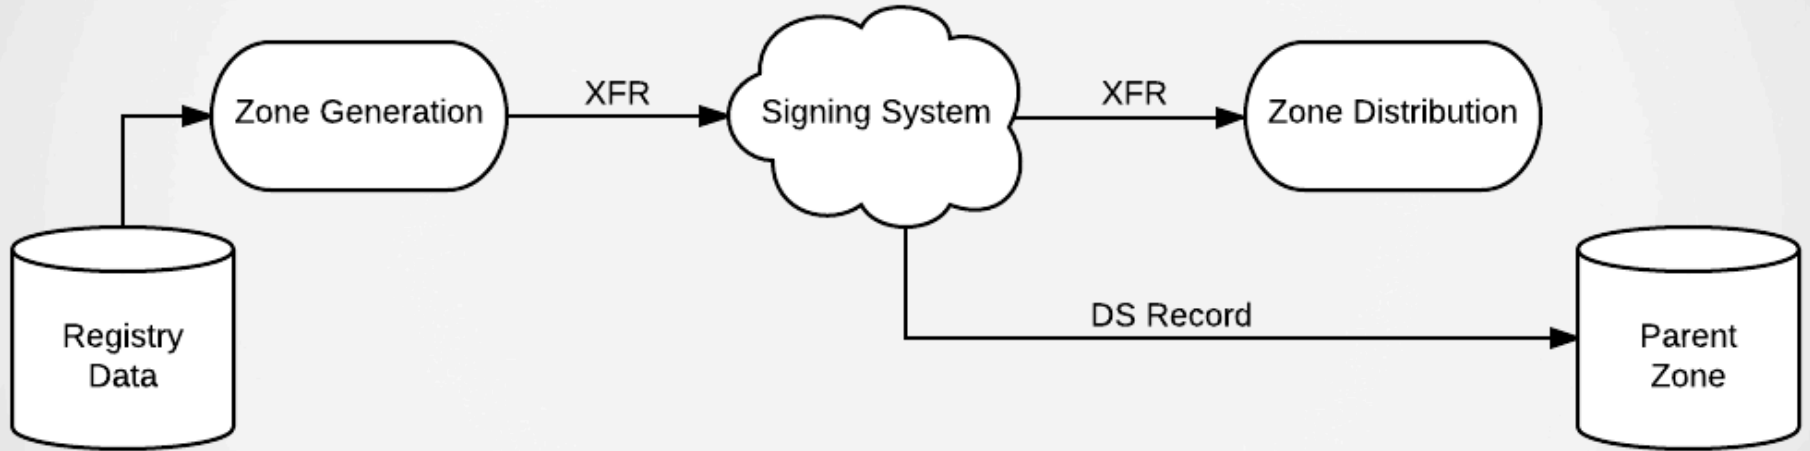 Zone Generation
XFR
Signing System
XFR
Zone Distribution
Registry
Data
DS Record
Parent
Zone